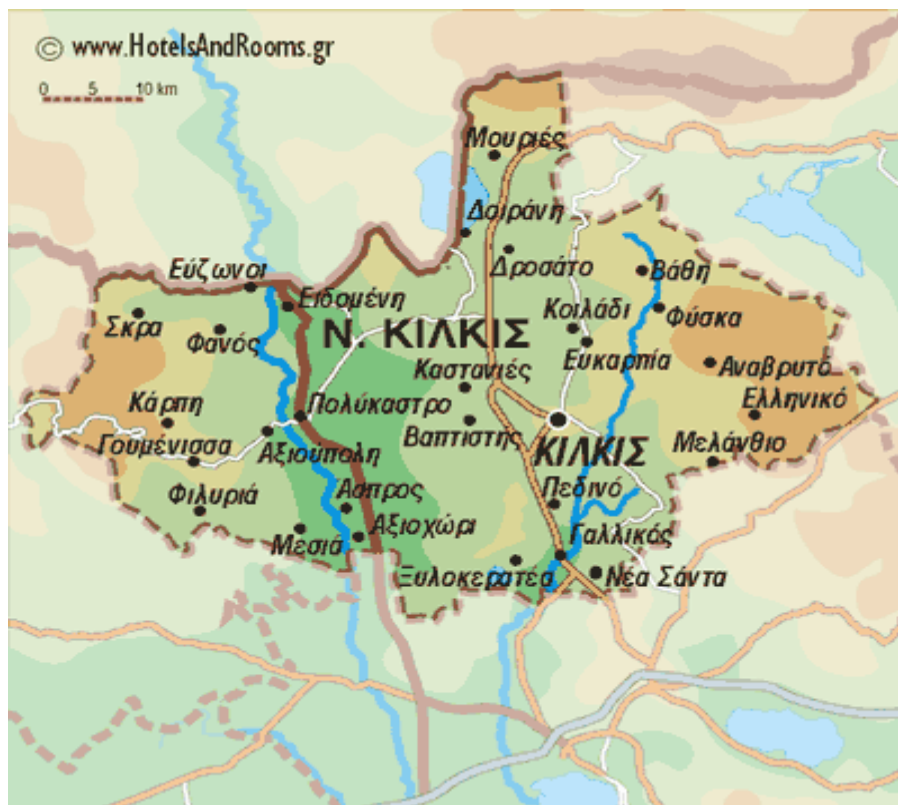 © www.HotelsAndRooms.gr
0 5 10 km
Μουριές
Δοϊράνη
Δροσάτο
Βάθη
Εύζωνοι
Ειδομένη
Κοιλάδι
Φύσκα
Σκρα
Φανός
Ν. ΚΙΛΚΙΣ
Ευκαρπία
Αναβρυτό
Καστανιές
Κάρπη
Πολύκαστρο
Ελληνικό
Γουμένισσα
Αξιούπολη
Βαπτιστής
ΚΙΛΚΙΣ
Μελάνθιο
Φιλυριά
Ασπρος
Πεδινό
Μεσιά
Αξιοχώρι
Γαλλικός
Ξυλοκερατέα
Νέα Σάντα